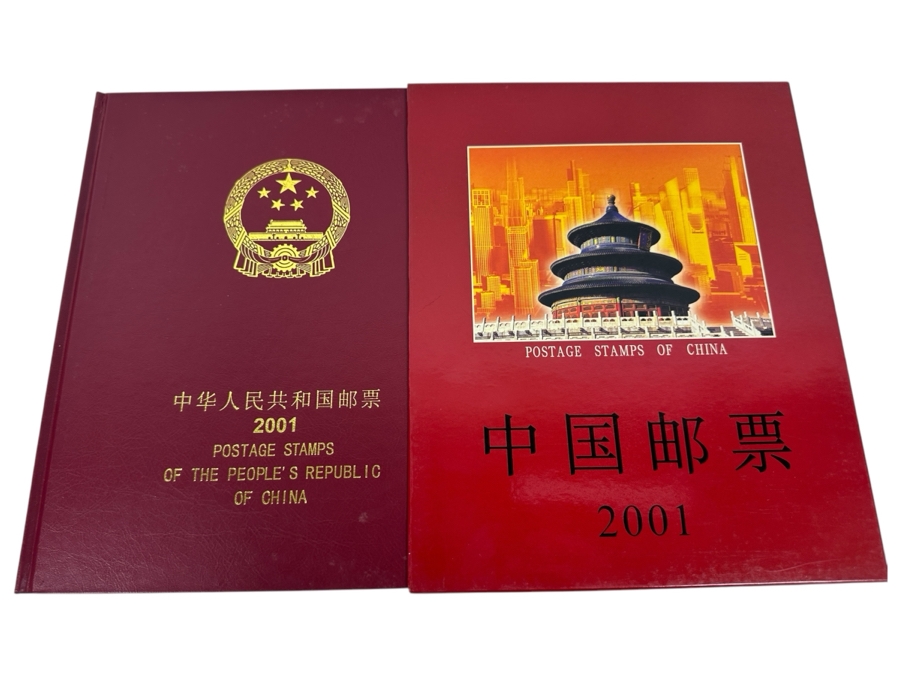 中华人民共和国邮票
2001
POSTAGE STAMPS
OF THE PEOPLE'S REPUBLIC
OF CHINA
POSTAGE STAMPS OF CHINA
中国邮票
2001